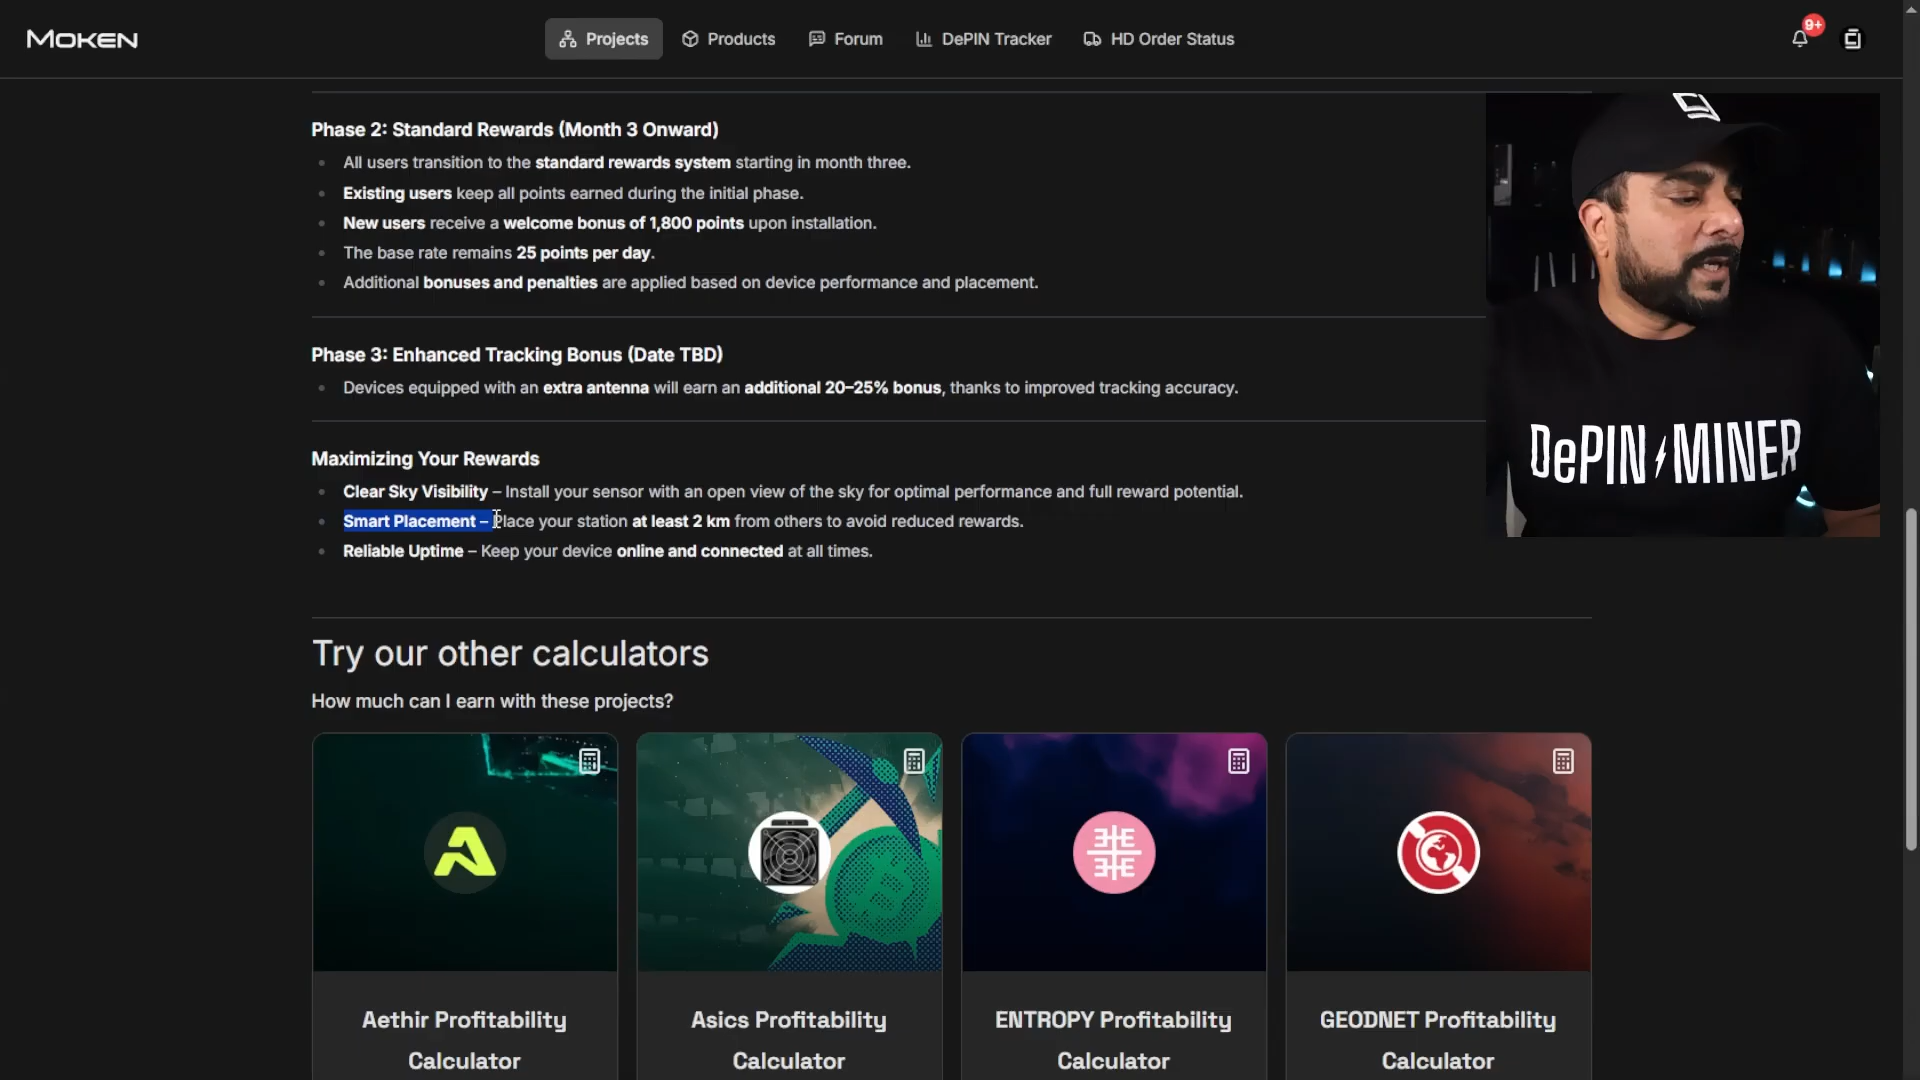 MOKEN
Projects
Products
Forum
DePIN Tracker
HD Order Status
9+
Phase 2: Standard Rewards (Month 3 Onward)
All users transition to the standard rewards system starting in month three.
Existing users keep all points earned during the initial phase.
New users receive a welcome bonus of 1,800 points upon installation.
The base rate remains 25 points per day.
Additional bonuses and penalties are applied based on device performance and placement.
Phase 3: Enhanced Tracking Bonus (Date TBD)
Devices equipped with an extra antenna will earn an additional 20–25% bonus, thanks to improved tracking accuracy.
DePIN MINER
Maximizing Your Rewards
Clear Sky Visibility – Install your sensor with an open view of the sky for optimal performance and full reward potential.
Smart Placement – Place your station at least 2 km from others to avoid reduced rewards.
Reliable Uptime – Keep your device online and connected at all times.
Try our other calculators
How much can I earn with these projects?
Aethir Profitability
Calculator
Asics Profitability
Calculator
ENTROPY Profitability
Calculator
GEODNET Profitability
Calculator